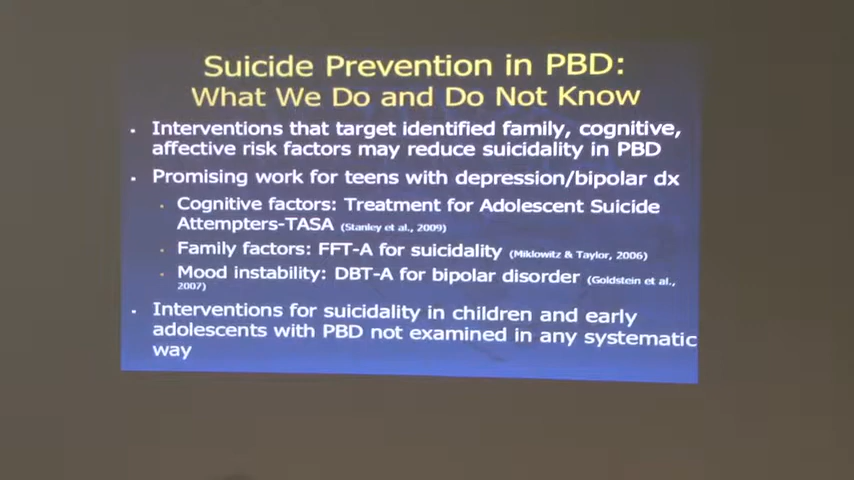 Suicide Prevention in PBD:
What We Do and Do Not Know
• Interventions that target identified family, cognitive,
affective risk factors may reduce suicidality in PBD
• Promising work for teens with depression/bipolar dx
• Cognitive factors: Treatment for Adolescent Suicide
Attempters-TASA (Stanley et al., 2009)
• Family factors: FFT-A for suicidality (Miklowitz & Taylor, 2006)
• Mood instability: DBT-A for bipolar disorder (Goldstein et al.,
2007)
• Interventions for suicidality in children and early
adolescents with PBD not examined in any systematic
way